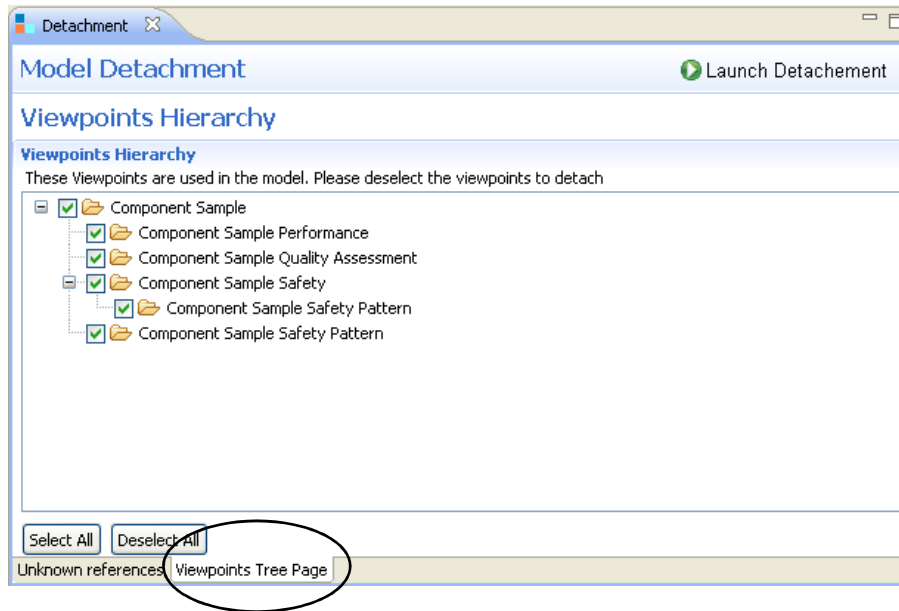 Detachment
Model Detachment
Launch Detachement
Viewpoints Hierarchy
Viewpoints Hierarchy
These Viewpoints are used in the model. Please deselect the viewpoints to detach
Component Sample
Component Sample Performance
Component Sample Quality Assessment
Component Sample Safety
Component Sample Safety Pattern
Component Sample Safety Pattern
Select All Deselect All
Unknown references Viewpoints Tree Page